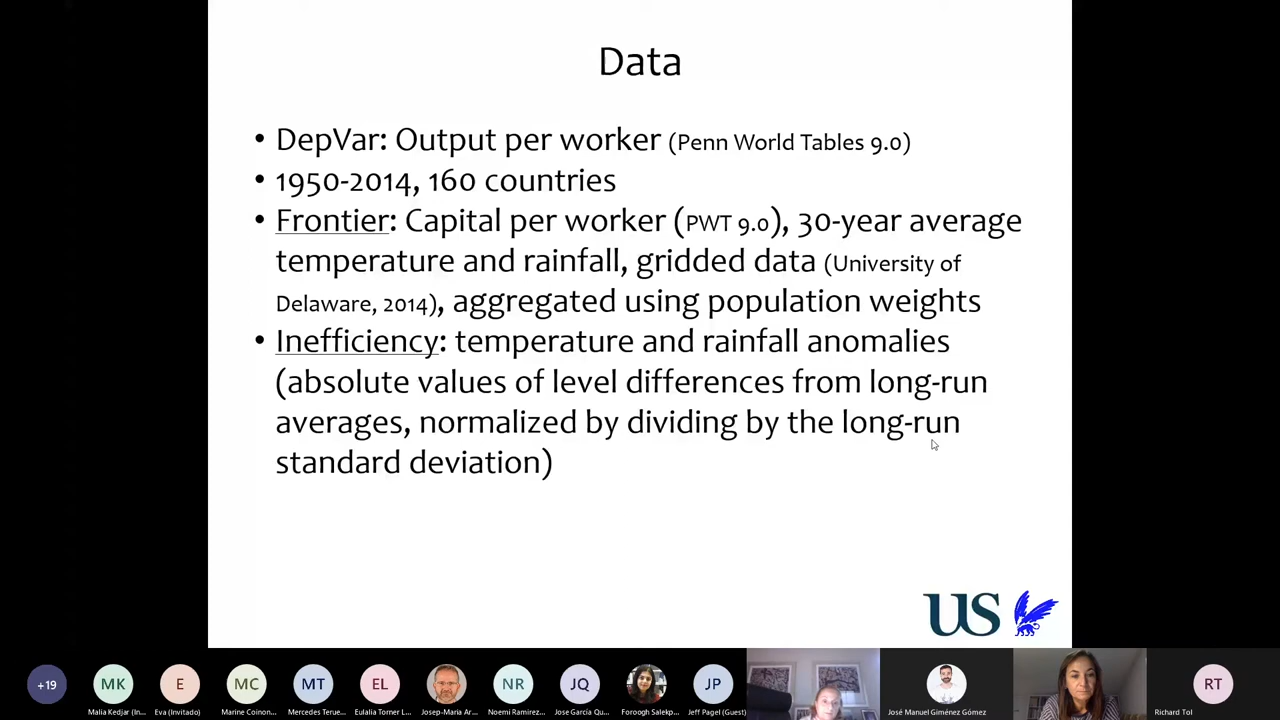 Data
• DepVar: Output per worker (Penn World Tables 9.0)
• 1950-2014, 160 countries
• Frontier: Capital per worker (PWT 9.0), 30-year average
temperature and rainfall, gridded data (University of
Delaware, 2014), aggregated using population weights
• Inefficiency: temperature and rainfall anomalies
(absolute values of level differences from long-run
averages, normalized by dividing by the long-run
standard deviation)
US
+19 MK E MC MT EL NR JQ JP RT
Malia Kedjar (In... Eva (Invitado) Marine Coinon... Mercedes Terue... Eulalia Torner L... Josep-Maria Ar... Noemi Ramirez... Jose García Qu... Foroogh Salekp... Jeff Pagel (Guest) José Manuel Giménez Gómez Richard Tol